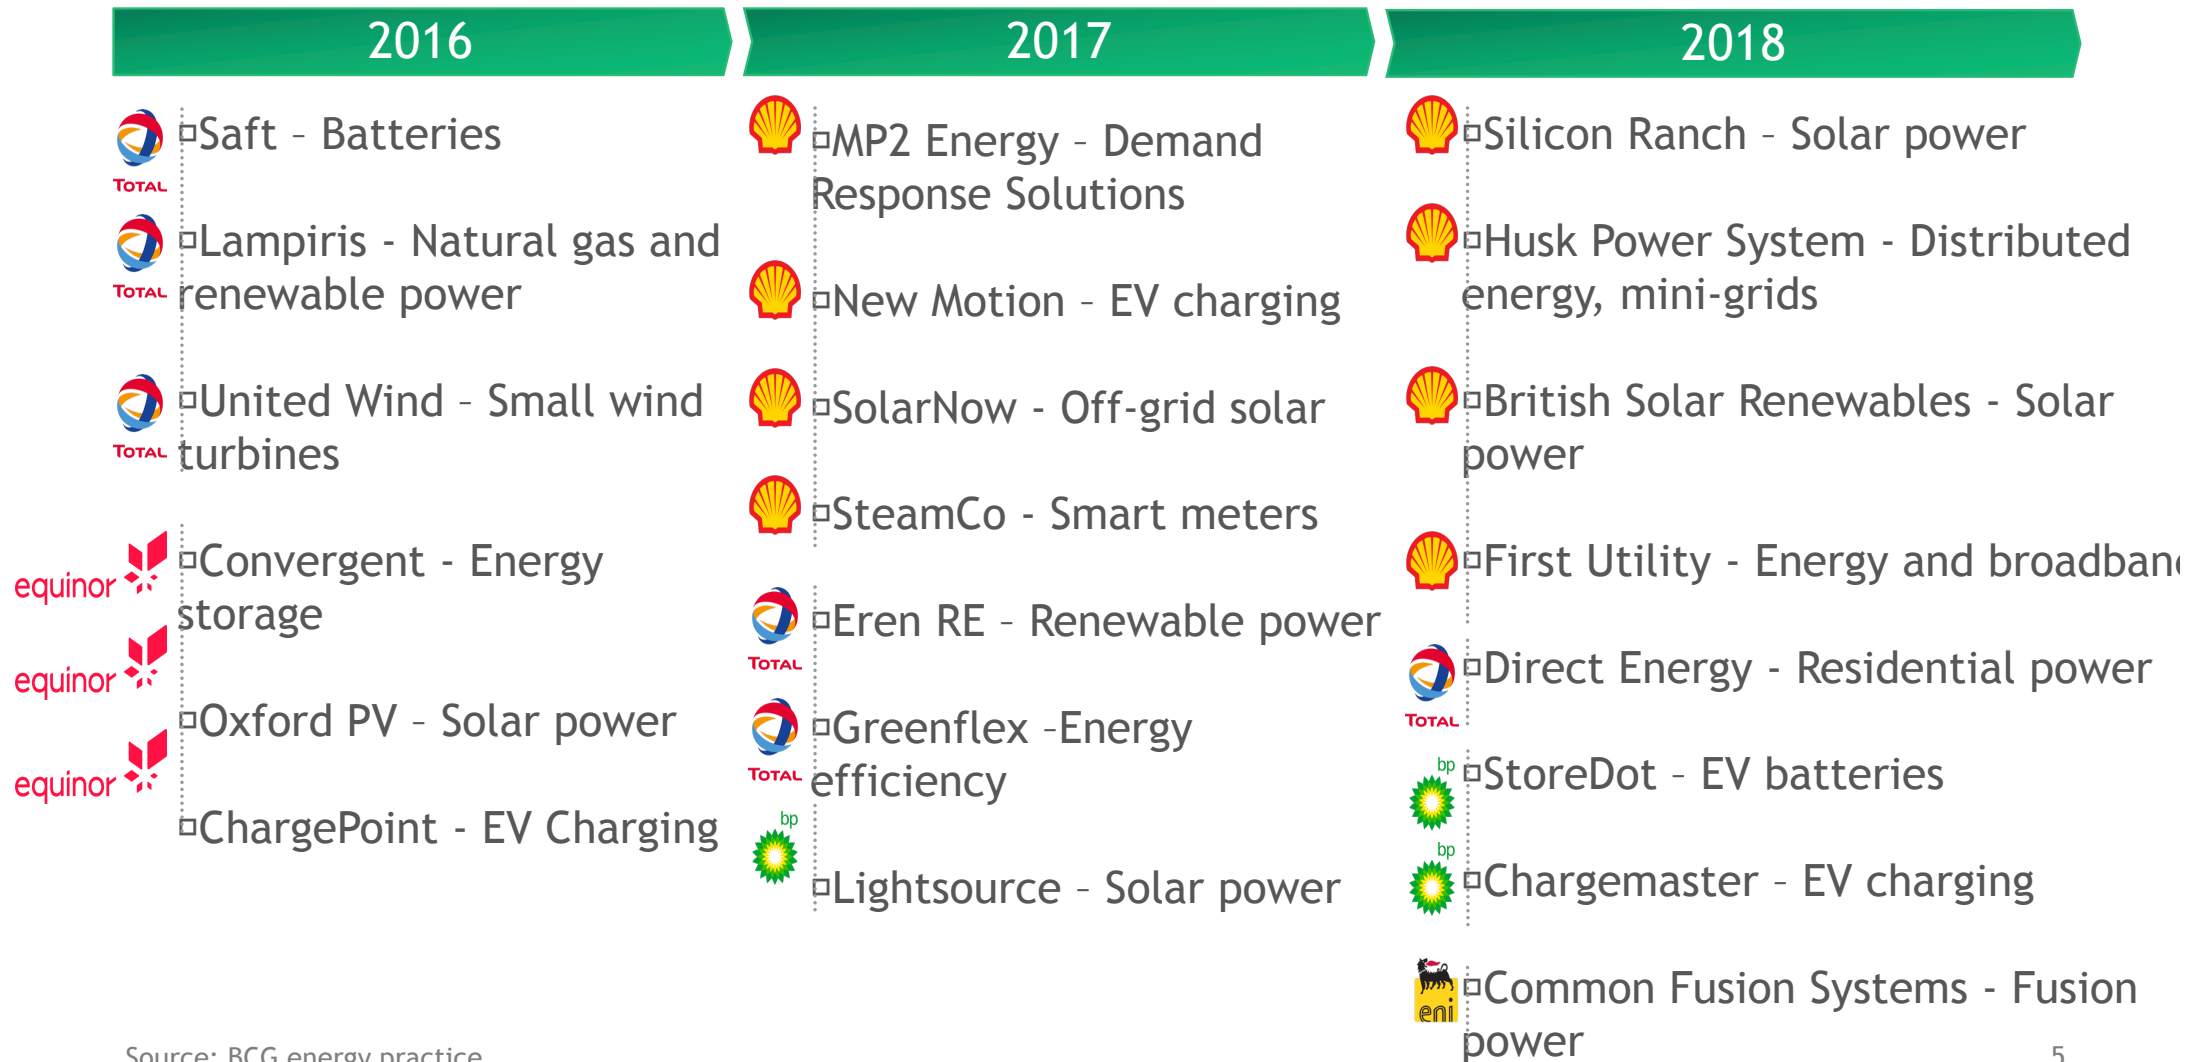 2016
TOTAL
Saft – Batteries
TOTAL
Lampiris - Natural gas and
renewable power
TOTAL
United Wind – Small wind
turbines
equinor
Convergent - Energy
storage
equinor
Oxford PV – Solar power
equinor
ChargePoint - EV Charging
2017
MP2 Energy – Demand
Response Solutions
New Motion – EV charging
SolarNow - Off-grid solar
SteamCo - Smart meters
TOTAL
Eren RE – Renewable power
TOTAL
Greenflex –Energy
efficiency
bp
Lightsource – Solar power
2018
Silicon Ranch – Solar power
Husk Power System - Distributed
energy, mini-grids
British Solar Renewables - Solar
power
First Utility - Energy and broadband
TOTAL
Direct Energy - Residential power
bp
StoreDot – EV batteries
bp
Chargemaster – EV charging
eni
Common Fusion Systems - Fusion
power
Source: BCG energy practice
5